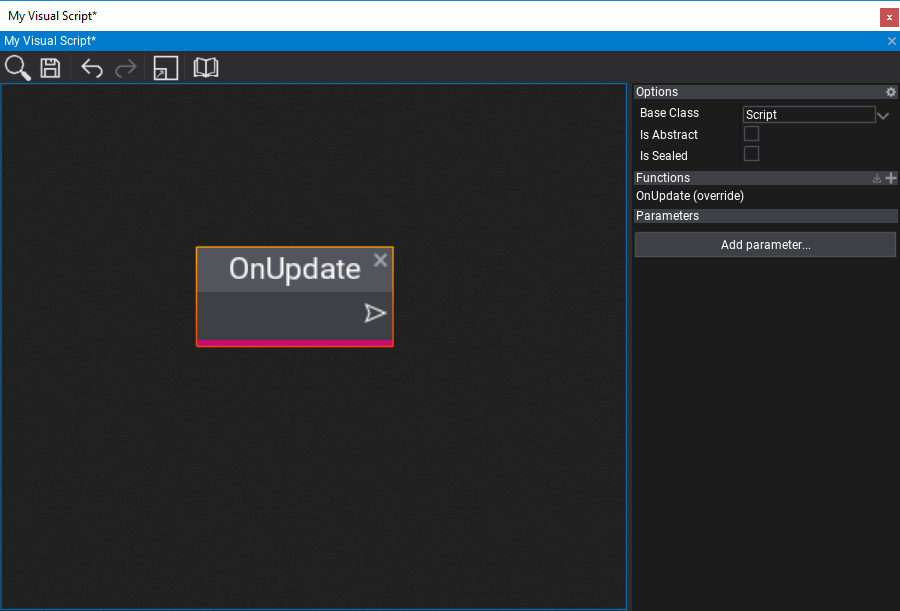 My Visual Script*
x
My Visual Script*
Options
Base Class
Script
Is Abstract
Is Sealed
Functions
OnUpdate (override)
Parameters
Add parameter...
OnUpdate